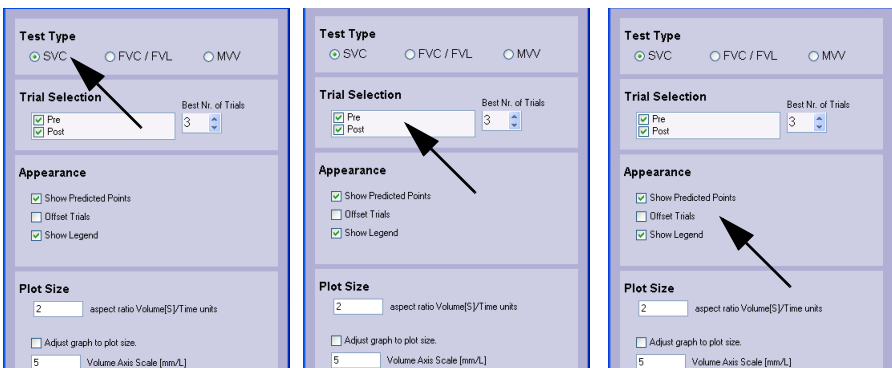 Test Type
SVC FVC / FVL MVV
Trial Selection
Best Nr. of Trials
Pre
Post
3
Appearance
Show Predicted Points
Offset Trials
Show Legend
Plot Size
2 aspect ratio Volume[S]/Time units
Adjust graph to plot size.
5 Volume Axis Scale [mm/L]
Test Type
SVC FVC / FVL MVV
Trial Selection
Best Nr. of Trials
Pre
Post
3
Appearance
Show Predicted Points
Offset Trials
Show Legend
Plot Size
2 aspect ratio Volume[S]/Time units
Adjust graph to plot size.
5 Volume Axis Scale [mm/L]
Test Type
SVC FVC / FVL MVV
Trial Selection
Best Nr. of Trials
Pre
Post
3
Appearance
Show Predicted Points
Offset Trials
Show Legend
Plot Size
2 aspect ratio Volume[S]/Time units
Adjust graph to plot size.
5 Volume Axis Scale [mm/L]